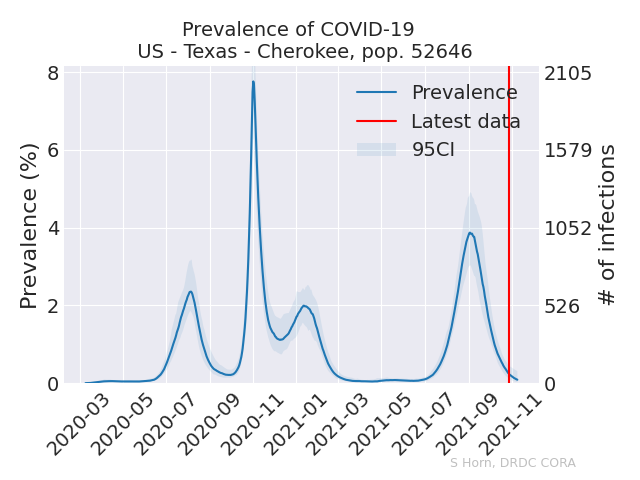 Prevalence of COVID-19
US - Texas - Cherokee, pop. 52646
Prevalence (%)
8
6
4
2
0
2105
1579
1052
526
0
# of infections
Prevalence
Latest data
95CI
2020-03
2020-05
2020-07
2020-09
2020-11
2021-01
2021-03
2021-05
2021-07
2021-09
2021-11
S Horn, DRDC CORA